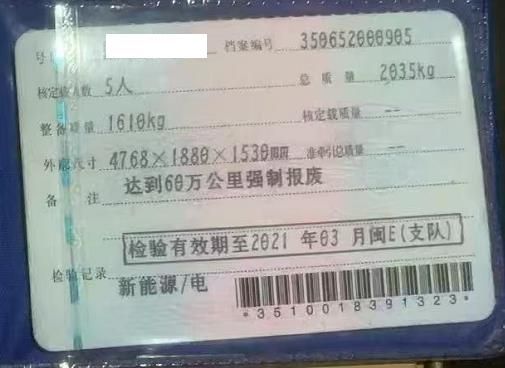 号 档案编号 350652000905
核定载人数 5人 总质量 2035kg
整备质量 1610kg 核定载质量 --
外廓尺寸 4768×1880×1530mm 准牵引总质量 --
备注 达到60万公里强制报废
检验有效期至2021年03月闽E(支队)
检验记录 新能源/电
*3510018391323*